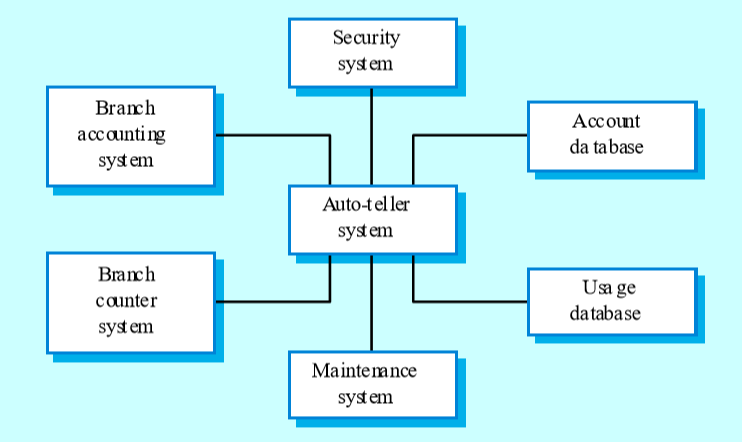 Security
system
Branch
accounting
system
Account
database
Auto-teller
system
Branch
counter
system
Usage
database
Maintenance
system